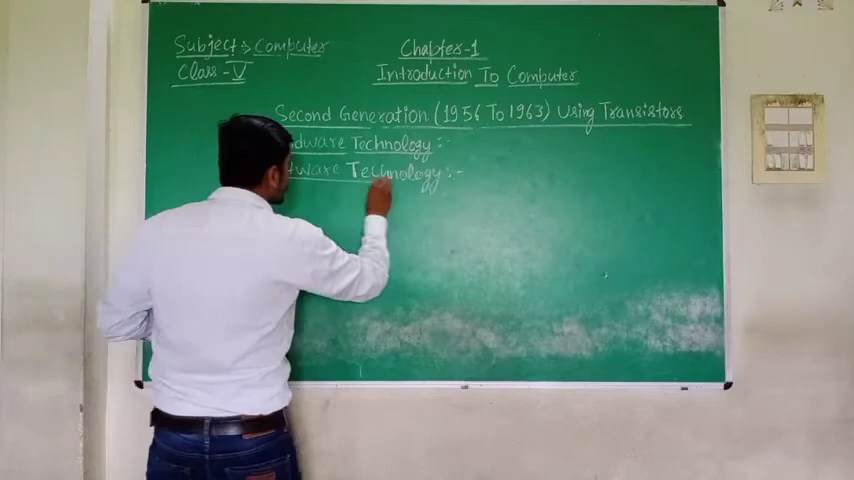 Subject :> Computer
Class - V
Chapter-1
Introduction To Computer
Second Generation (1956 To 1963) Using Transistors
Technology :-
Technology :-